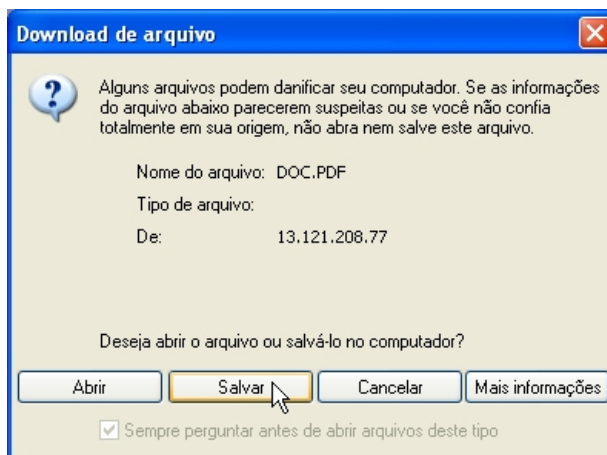 Download de arquivo
Alguns arquivos podem danificar seu computador. Se as informações
do arquivo abaixo parecerem suspeitas ou se você não confia
totalmente em sua origem, não abra nem salve este arquivo.
Nome do arquivo: DOC.PDF
Tipo de arquivo:
De: 13.121.208.77
Deseja abrir o arquivo ou salvá-lo no computador?
Abrir Salvar Cancelar Mais informações
Sempre perguntar antes de abrir arquivos deste tipo